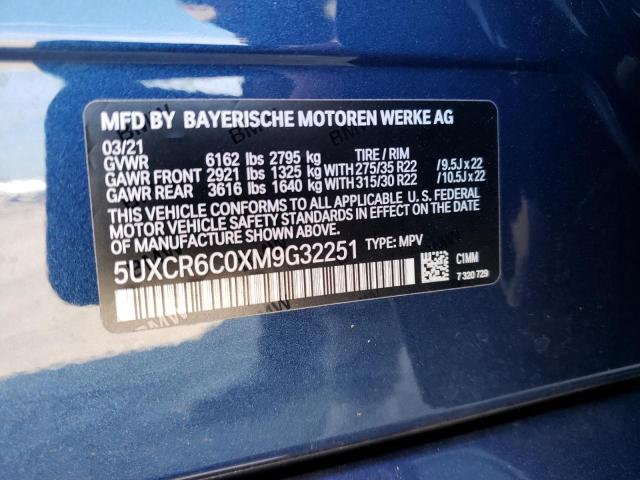 MFD BY BAYERISCHE MOTOREN WERKE AG
03/21
GVWR 6162 lbs 2795 kg TIRE / RIM
GAWR FRONT 2921 lbs 1325 kg WITH 275/35 R22 /9.5J x 22
GAWR REAR 3616 lbs 1640 kg WITH 315/30 R22 /10.5J x 22
THIS VEHICLE CONFORMS TO ALL APPLICABLE U. S. FEDERAL
MOTOR VEHICLE SAFETY STANDARDS IN EFFECT ON THE DATE
OF MANUFACTURE SHOWN ABOVE.
5UXCR6C0XM9G32251 TYPE: MPV
C1MM
7 320 729